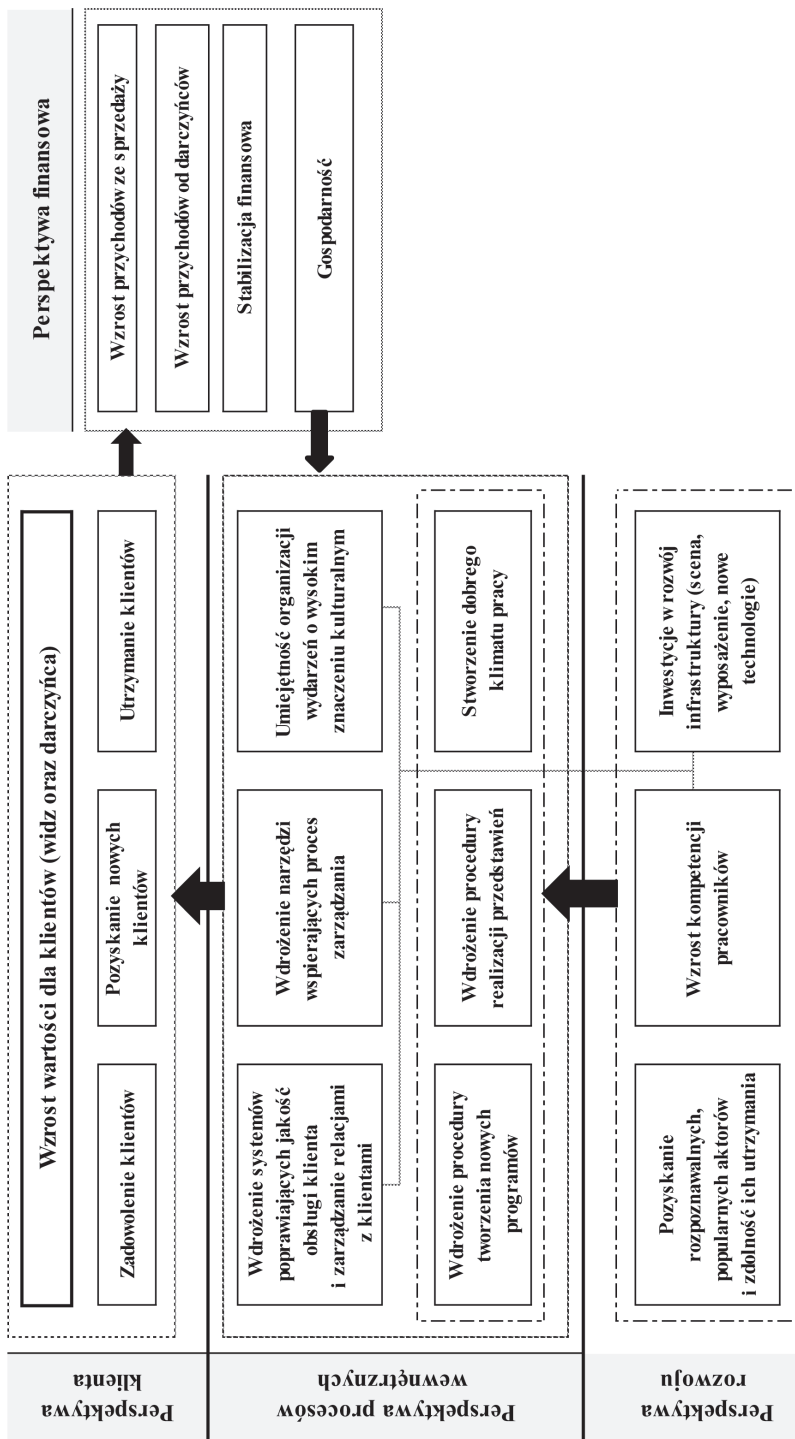 Perspektywa
klienta
Wzrost wartości dla klientów (widz oraz darczyńca)
Zadowolenie klientów
Pozyskanie nowych
klientów
Utrzymanie klientów
Perspektywa finansowa
Wzrost przychodów ze sprzedaży
Wzrost przychodów od darczyńców
Stabilizacja finansowa
Gospodarność
Perspektywa procesów
wewnętrznych
Wdrożenie systemów
poprawiających jakość
obsługi klienta
i zarządzanie relacjami
z klientami
Wdrożenie narzędzi
wspierających proces
zarządzania
Umiejętność organizacji
wydarzeń o wysokim
znaczeniu kulturalnym
Wdrożenie procedury
tworzenia nowych
programów
Wdrożenie procedury
realizacji przedstawień
Stworzenie dobrego
klimatu pracy
Perspektywa
rozwoju
Pozyskanie
rozpoznawalnych,
popularnych aktorów
i zdolność ich utrzymania
Wzrost kompetencji
pracowników
Inwestycje w rozwój
infrastruktury (scena,
wyposażenie, nowe
technologie)